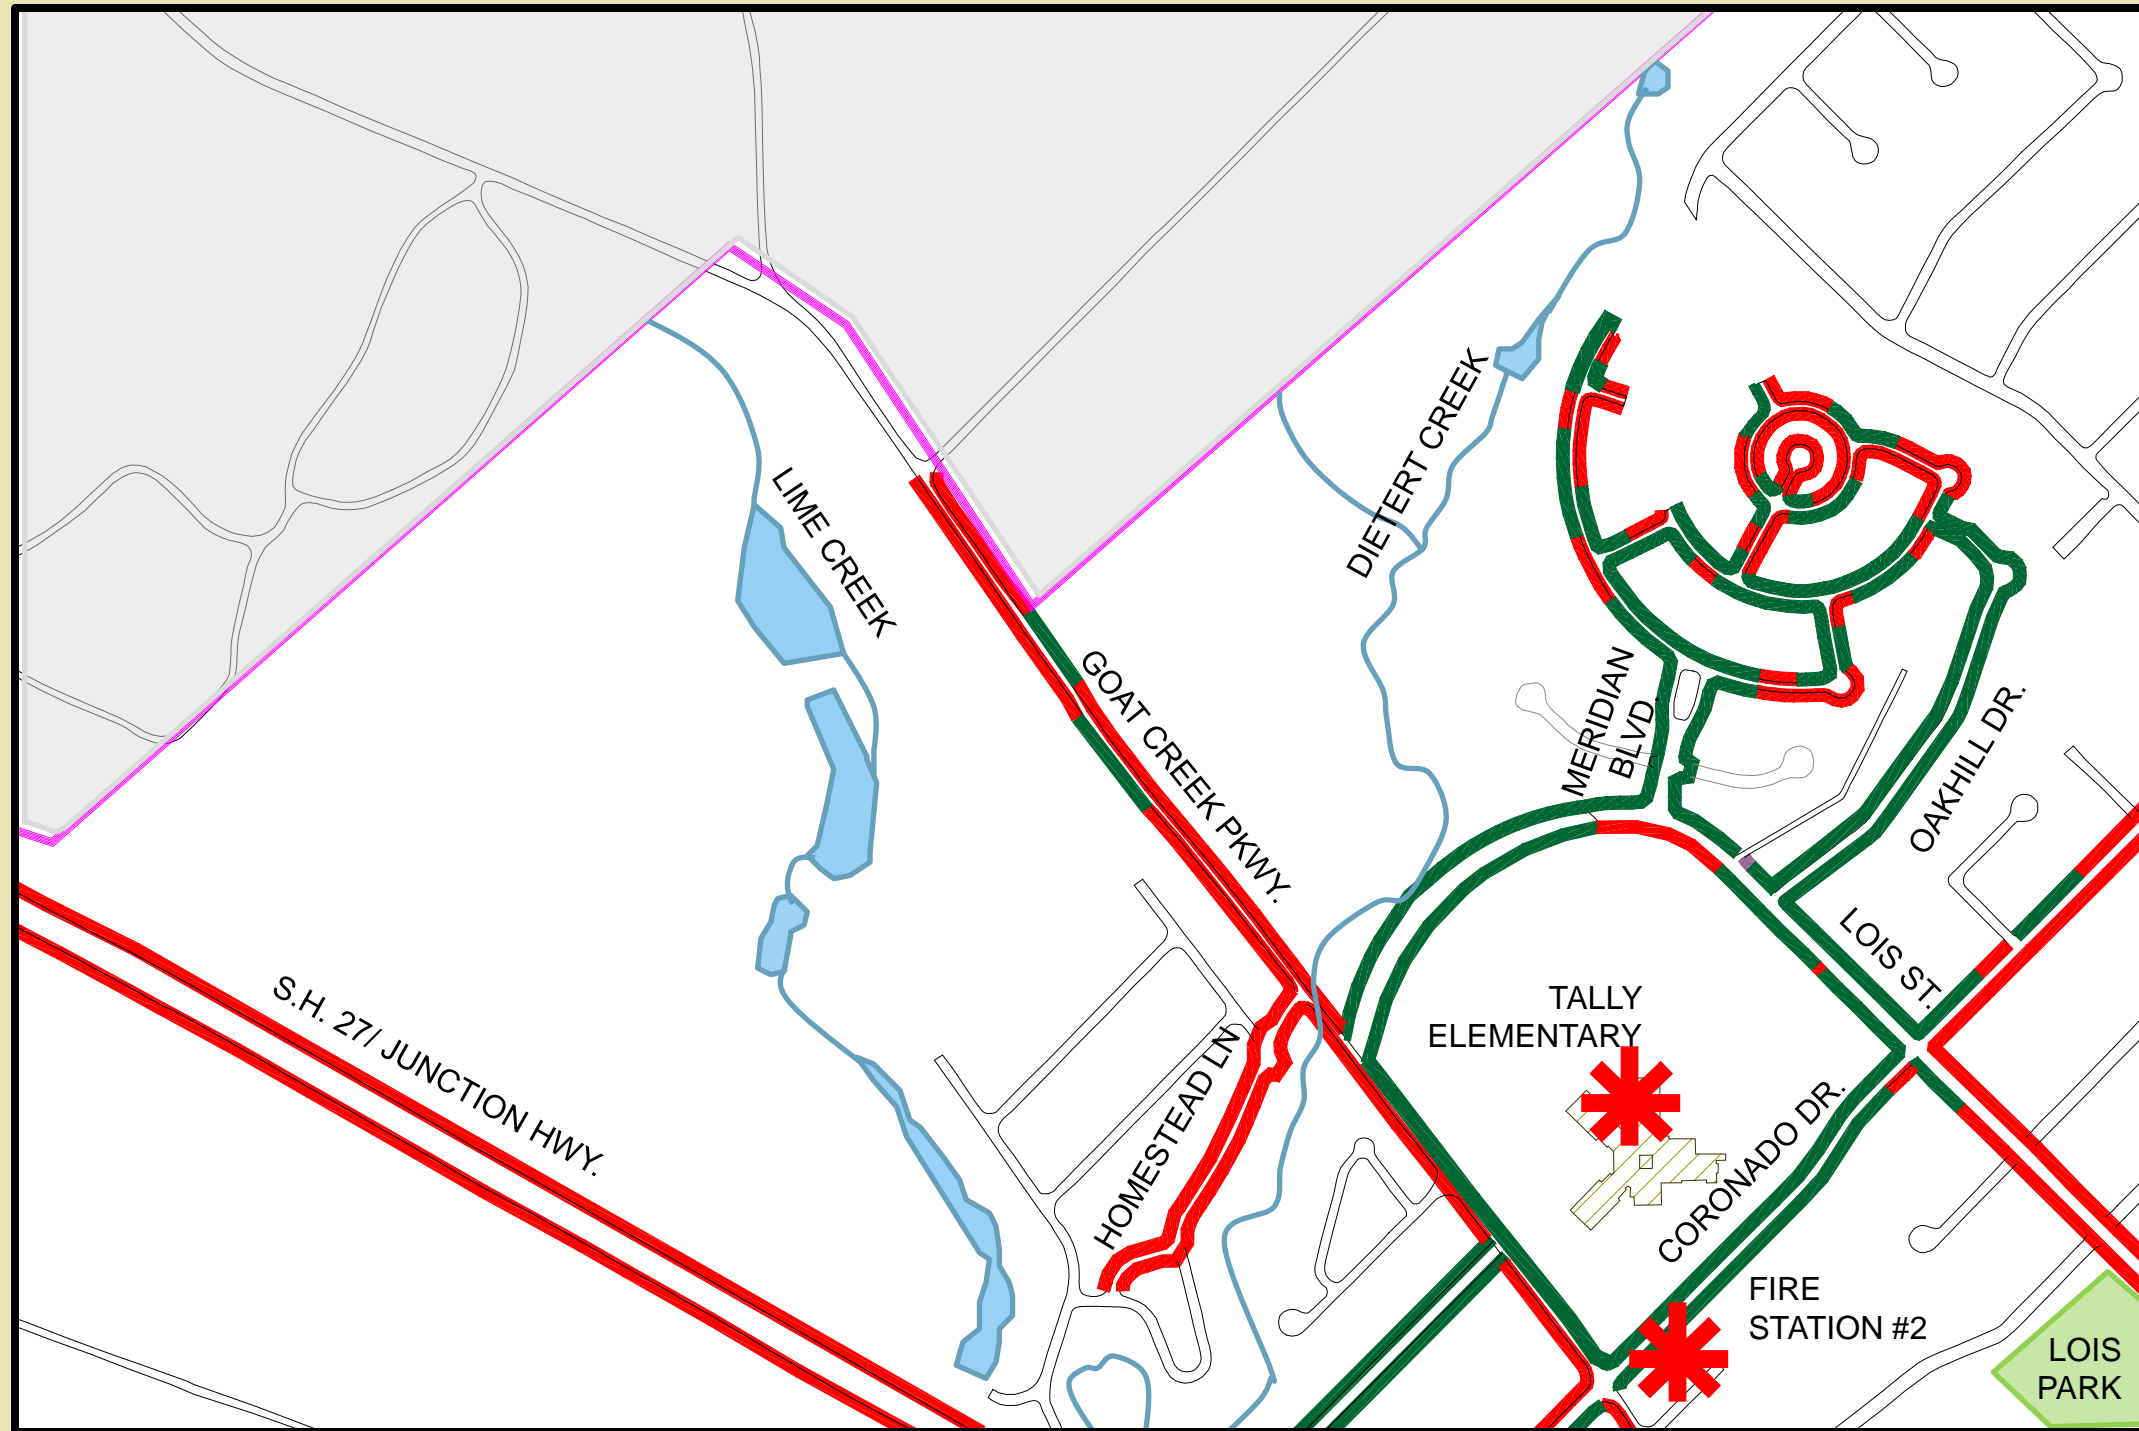 LIME CREEK
DIETERT CREEK
GOAT CREEK PKWY.
MERIDIAN
BLVD.
OAKHILL DR.
LOIS ST.
S.H. 27/ JUNCTION HWY.
HOMESTEAD LN
TALLY
ELEMENTARY
CORONADO DR.
FIRE
STATION #2
LOIS
PARK